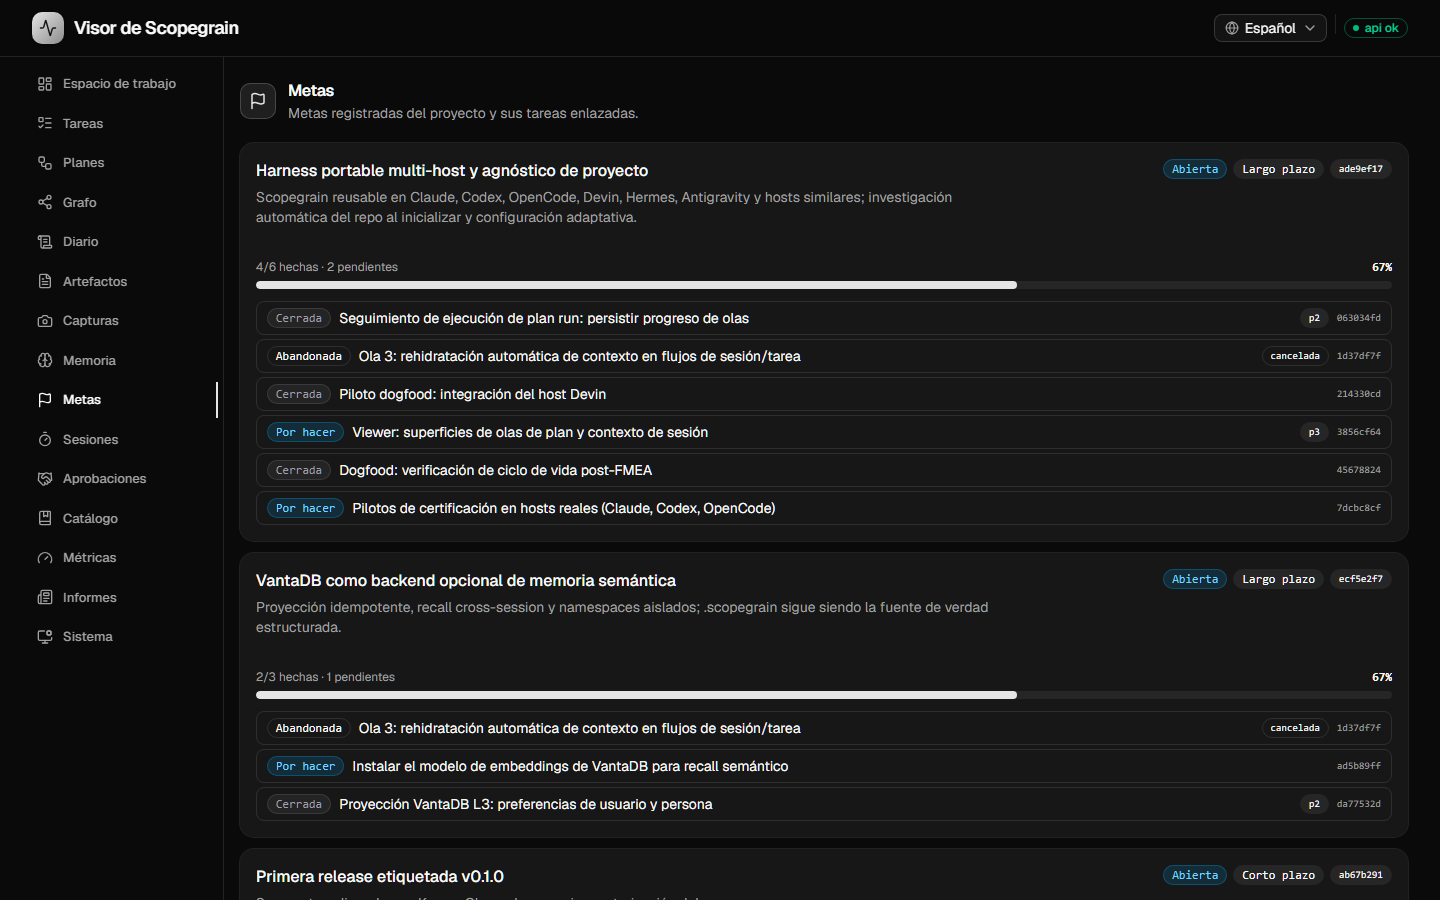 Visor de Scopegrain
Español
api ok
Espacio de trabajo
Tareas
Planes
Grafo
Diario
Artefactos
Capturas
Memoria
Metas
Sesiones
Aprobaciones
Catálogo
Métricas
Informes
Sistema
Metas
Metas registradas del proyecto y sus tareas enlazadas.
Harness portable multi-host y agnóstico de proyecto
Abierta Largo plazo ade9ef17
Scopegrain reusable en Claude, Codex, OpenCode, Devin, Hermes, Antigravity y hosts similares; investigación
automática del repo al inicializar y configuración adaptativa.
4/6 hechas · 2 pendientes 67%
Cerrada Seguimiento de ejecución de plan run: persistir progreso de olas p2 063034fd
Abandonada Ola 3: rehidratación automática de contexto en flujos de sesión/tarea cancelada 1d37df7f
Cerrada Piloto dogfood: integración del host Devin 214330cd
Por hacer Viewer: superficies de olas de plan y contexto de sesión p3 3856cf64
Cerrada Dogfood: verificación de ciclo de vida post-FMEA 45678824
Por hacer Pilotos de certificación en hosts reales (Claude, Codex, OpenCode) 7dcbc8cf
VantaDB como backend opcional de memoria semántica
Abierta Largo plazo ecf5e2f7
Proyección idempotente, recall cross-session y namespaces aislados; .scopegrain sigue siendo la fuente de verdad
estructurada.
2/3 hechas · 1 pendientes 67%
Abandonada Ola 3: rehidratación automática de contexto en flujos de sesión/tarea cancelada 1d37df7f
Por hacer Instalar el modelo de embeddings de VantaDB para recall semántico ad5b89ff
Cerrada Proyección VantaDB L3: preferencias de usuario y persona p2 da77532d
Primera release etiquetada v0.1.0
Abierta Corto plazo ab67b291